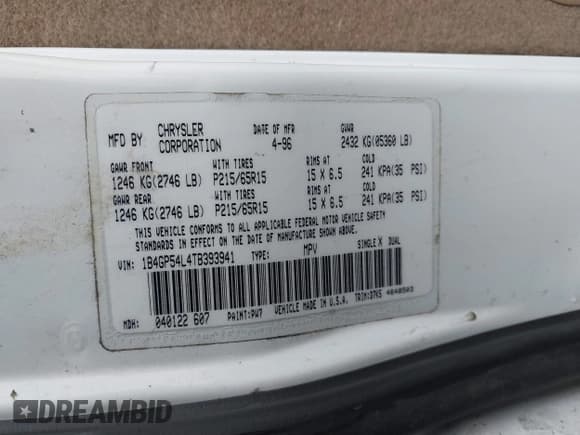 MFD BY CHRYSLER CORPORATION DATE OF MFR 4-96 GVWR 2432 KG(05360 LB)
GAWR FRONT WITH TIRES RIMS AT COLD
1246 KG(2746 LB) P215/65R15 15 X 6.5 241 KPA(35 PSI)
GAWR REAR WITH TIRES RIMS AT COLD
1246 KG(2746 LB) P215/65R15 15 X 6.5 241 KPA(35 PSI)
THIS VEHICLE CONFORMS TO ALL APPLICABLE FEDERAL MOTOR VEHICLE SAFETY
STANDARDS IN EFFECT ON THE DATE OF MANUFACTURE SHOWN ABOVE.
VIN: 1B4GP54L4TB393941 TYPE: MPV SINGLE X DUAL
MDH: 040122 607 PAINT:PW7 VEHICLE MADE IN U.S.A. TRIM:D7K5 4848503
DREAMBID